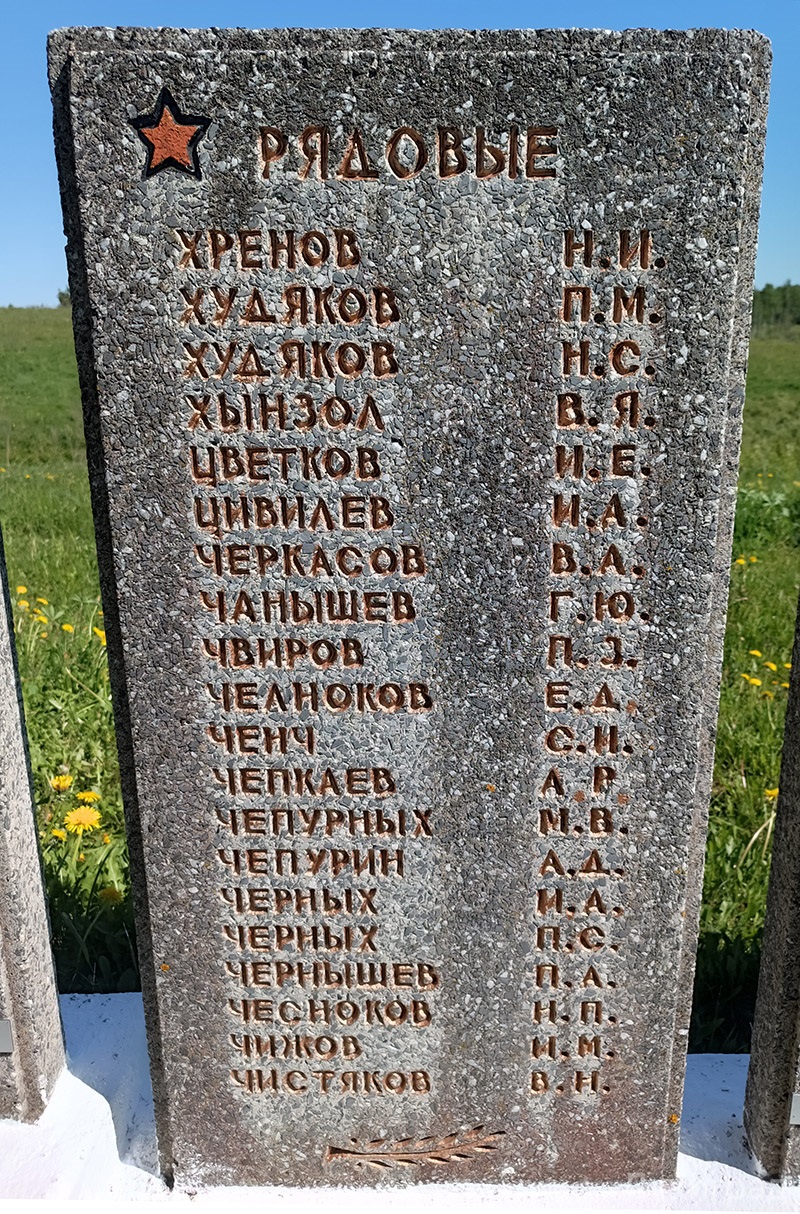 РЯДОВЫЕ
ХРЕНОВ Н.И.
ХУДЯКОВ П.М.
ХУДЯКОВ Н.С.
ХЫНЗОЛ В.Я.
ЦВЕТКОВ И.Е.
ЦИВИЛЕВ И.А.
ЧЕРКАСОВ В.А.
ЧАНЫШЕВ Г.Ю.
ЧВИРОВ П.З.
ЧЕЛНОКОВ Е.Д.
ЧЕНЧ С.И.
ЧЕПКАЕВ А.Р.
ЧЕПУРНЫХ М.В.
ЧЕПУРИН А.Д.
ЧЕРНЫХ И.А.
ЧЕРНЫХ П.С.
ЧЕРНЫШЕВ П.А.
ЧЕСНОКОВ Н.П.
ЧИЖОВ И.М.
ЧИСТЯКОВ В.Н.